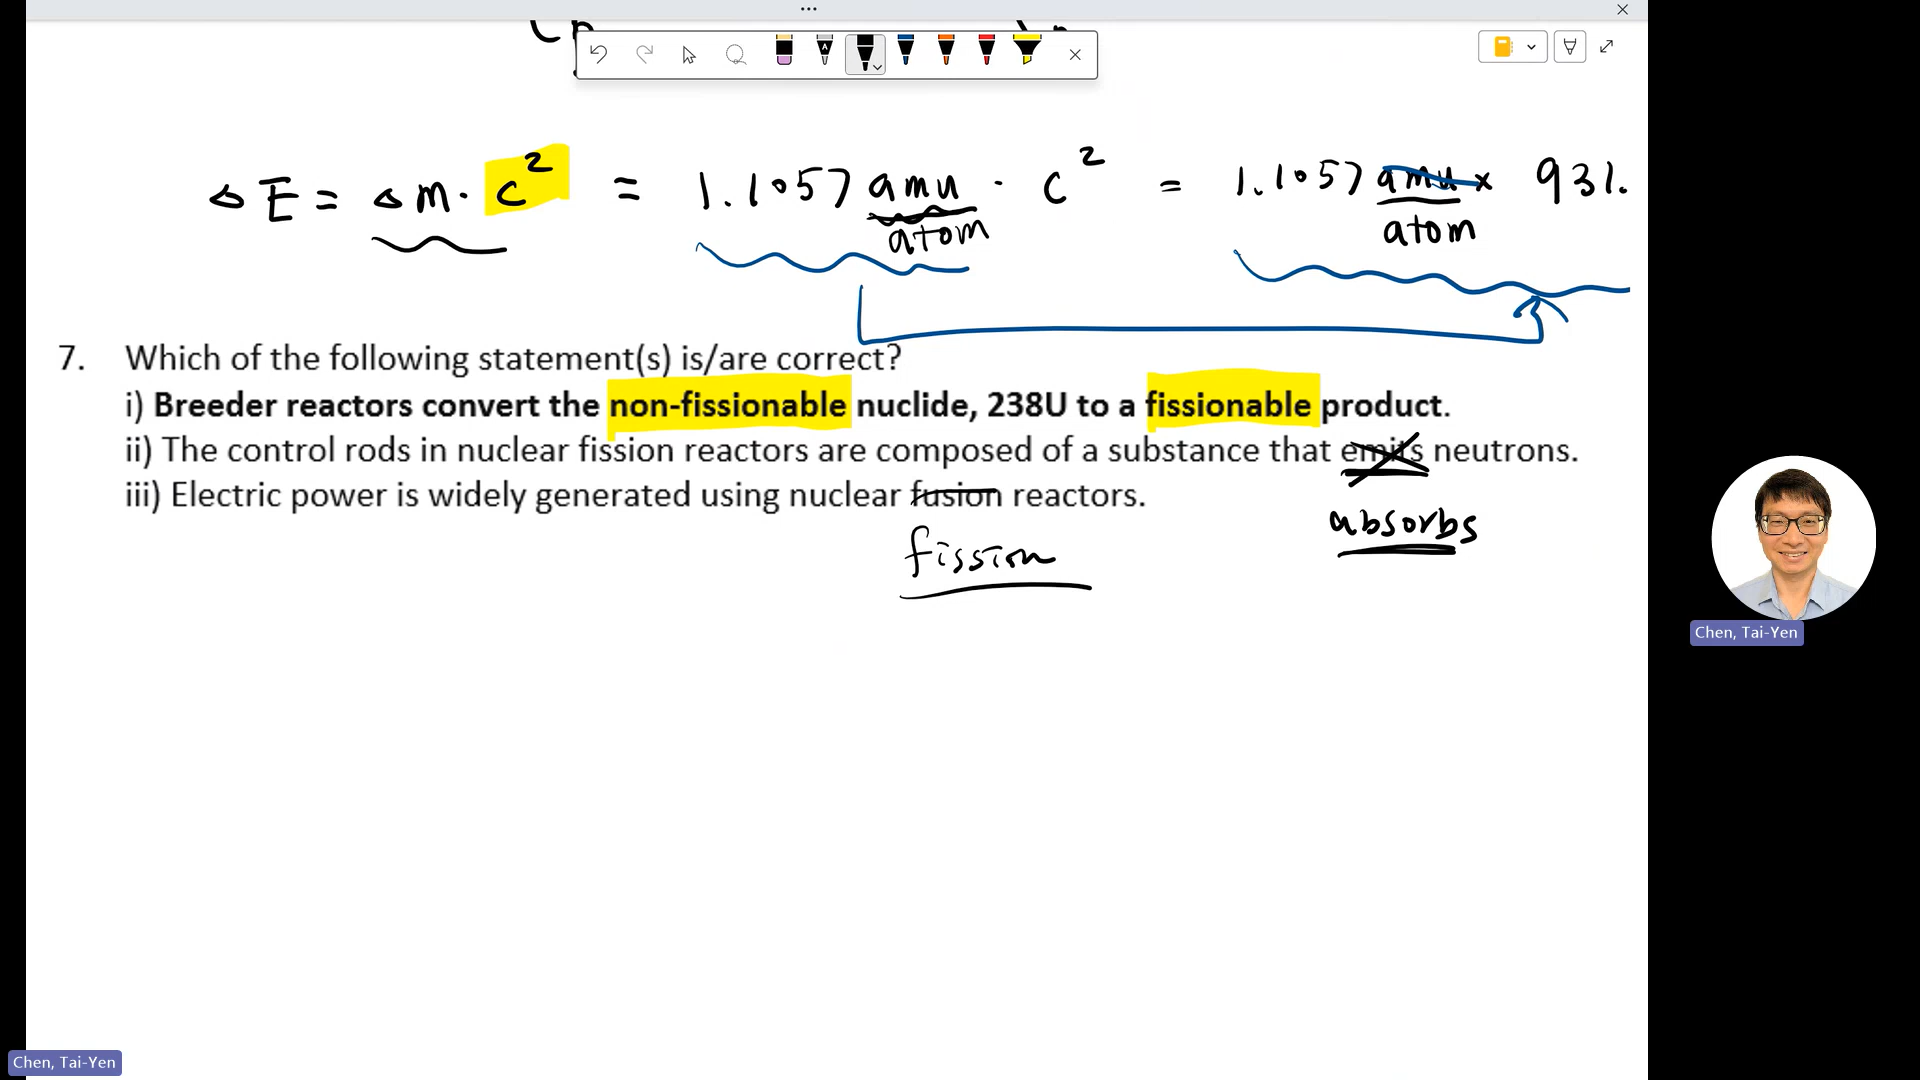 ΔE = Δm · c² = 1.1057 amu/atom · c² = 1.1057 amu/atom x 931.
7. Which of the following statement(s) is/are correct?
i) Breeder reactors convert the non-fissionable nuclide, 238U to a fissionable product.
ii) The control rods in nuclear fission reactors are composed of a substance that emits neutrons.
absorbs
iii) Electric power is widely generated using nuclear fusion reactors.
fission
Chen, Tai-Yen
Chen, Tai-Yen